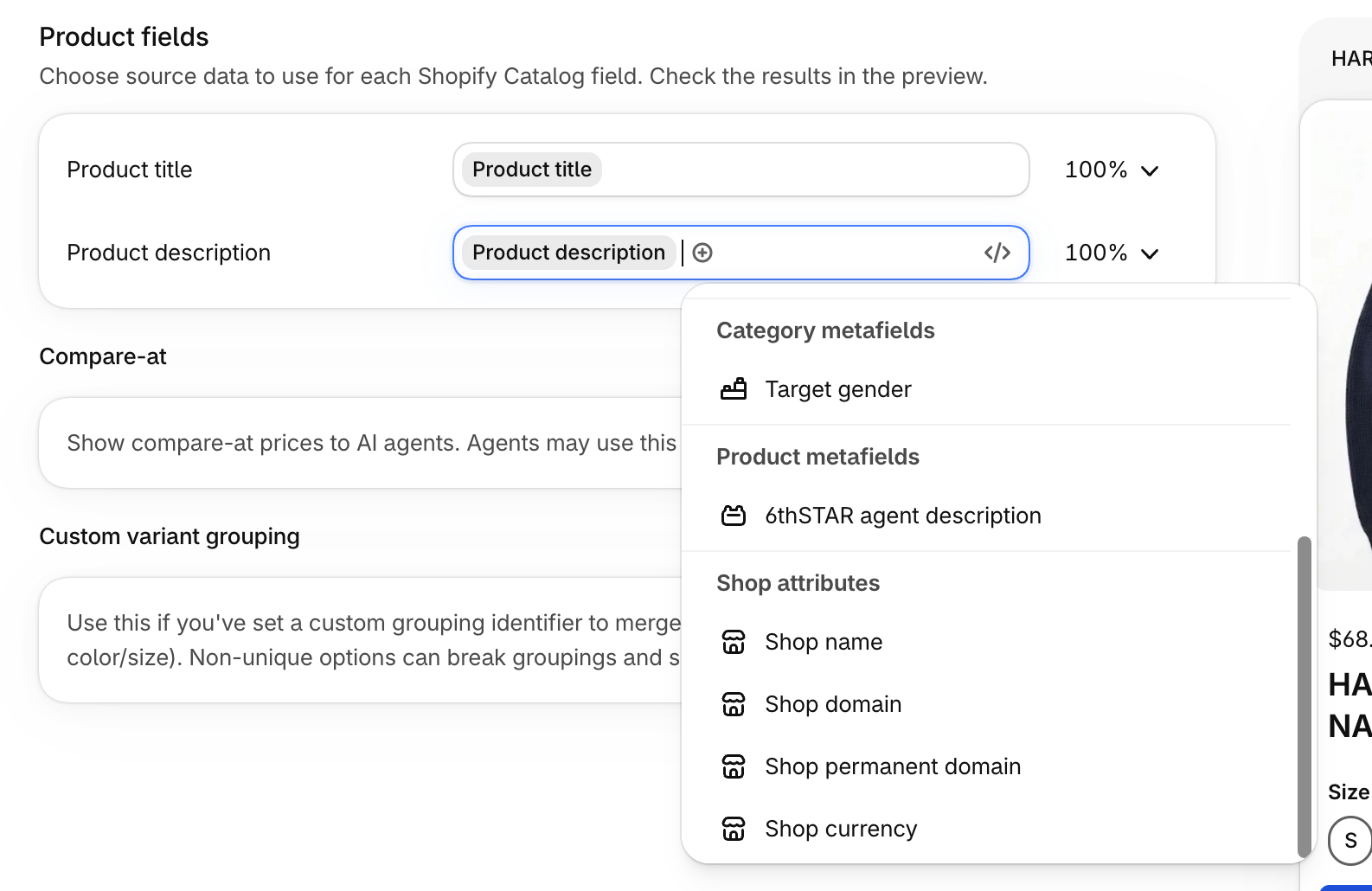 Product fields
Choose source data to use for each Shopify Catalog field. Check the results in the preview.
HAR
Product title
Product title
100%
Product description
Product description
</>
100%
Category metafields
Target gender
Compare-at
Show compare-at prices to AI agents. Agents may use this
Product metafields
6thSTAR agent description
Custom variant grouping
Use this if you've set a custom grouping identifier to merge
color/size). Non-unique options can break groupings and s
Shop attributes
Shop name
Shop domain
Shop permanent domain
Shop currency
$68.
HA
NA
Size
S